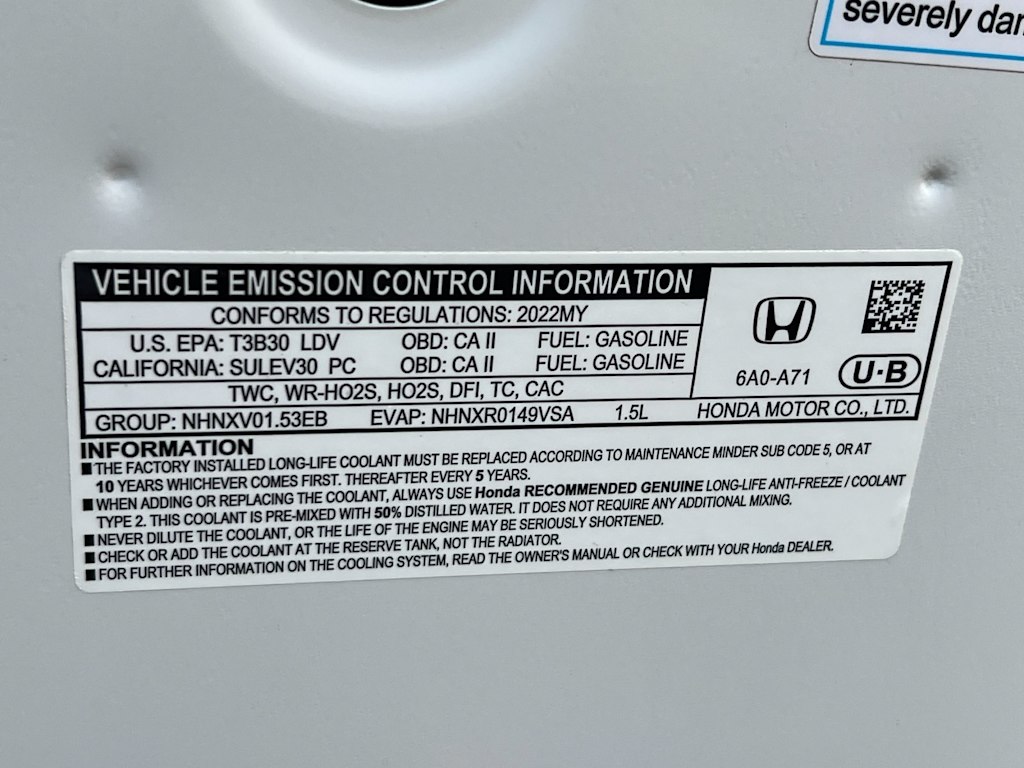 severely
VEHICLE EMISSION CONTROL INFORMATION
CONFORMS TO REGULATIONS: 2022MY
U.S. EPA: T3B30 LDV OBD: CA II FUEL: GASOLINE
CALIFORNIA: SULEV30 PC OBD: CA II FUEL: GASOLINE
TWC, WR-HO2S, HO2S, DFI, TC, CAC
GROUP: NHNXV01.53EB EVAP: NHNXR0149VSA 1.5L
6A0-A71
U·B
HONDA MOTOR CO., LTD.
INFORMATION
■THE FACTORY INSTALLED LONG-LIFE COOLANT MUST BE REPLACED ACCORDING TO MAINTENANCE MINDER SUB CODE 5, OR AT
10 YEARS WHICHEVER COMES FIRST. THEREAFTER EVERY 5 YEARS.
■WHEN ADDING OR REPLACING THE COOLANT, ALWAYS USE Honda RECOMMENDED GENUINE LONG-LIFE ANTI-FREEZE / COOLANT
TYPE 2. THIS COOLANT IS PRE-MIXED WITH 50% DISTILLED WATER. IT DOES NOT REQUIRE ANY ADDITIONAL MIXING.
■NEVER DILUTE THE COOLANT, OR THE LIFE OF THE ENGINE MAY BE SERIOUSLY SHORTENED.
■CHECK OR ADD THE COOLANT AT THE RESERVE TANK, NOT THE RADIATOR.
■FOR FURTHER INFORMATION ON THE COOLING SYSTEM, READ THE OWNER'S MANUAL OR CHECK WITH YOUR Honda DEALER.